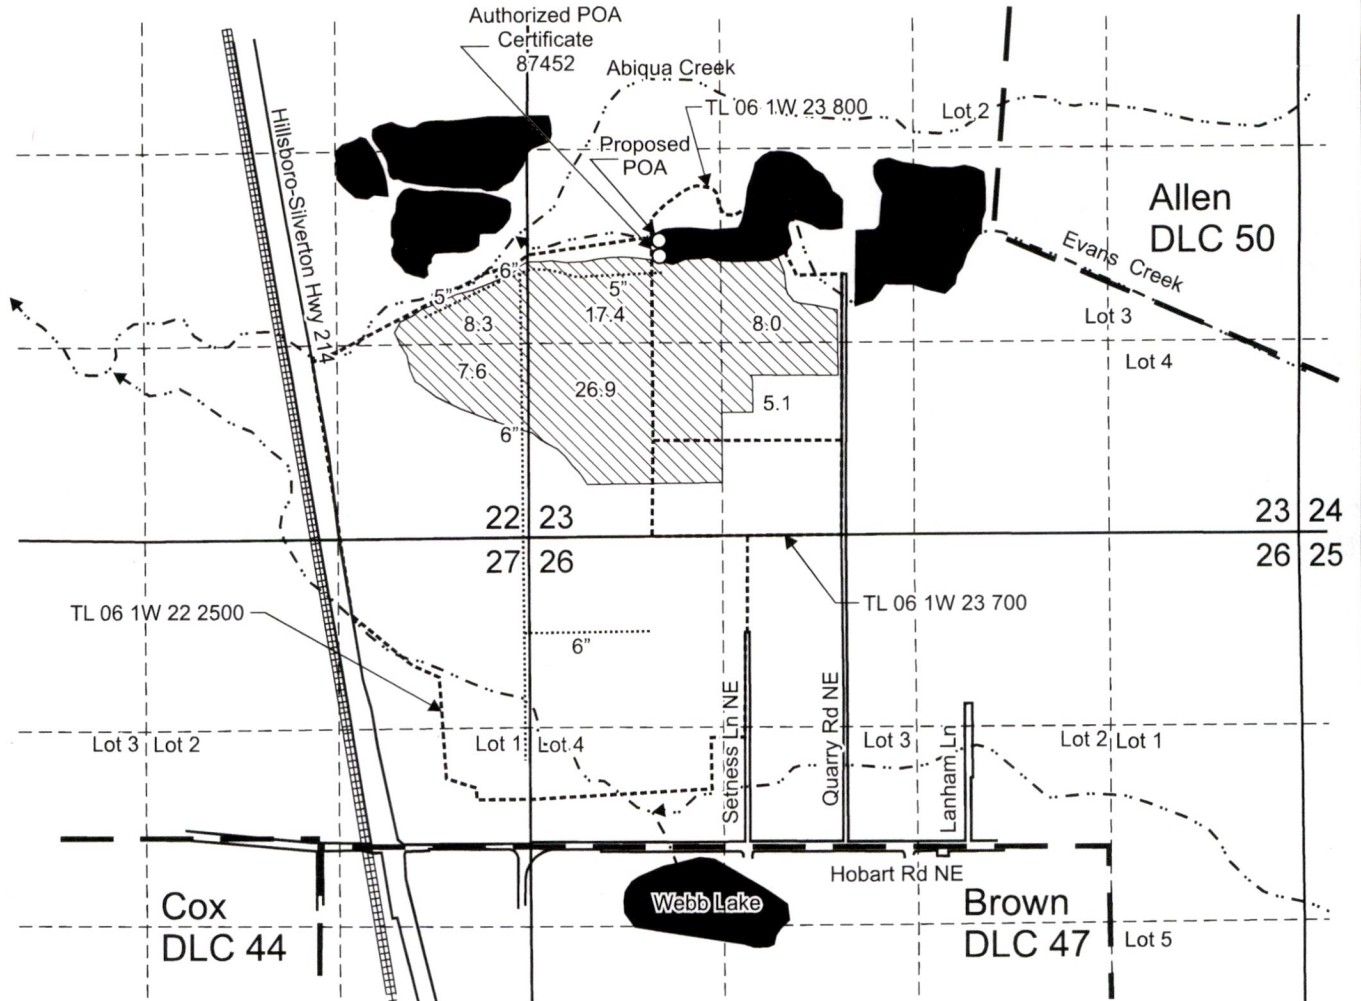 Authorized POA
Certificate
87452
Abiqua Creek
TL 06 1W 23 800
Lot 2
Proposed
POA
Hillsboro-Silverton Hwy 214
Allen
DLC 50
Evans Creek
6"
5"
5"
8.3
17.4
8.0
Lot 3
Lot 4
7.6
26.9
5.1
6"
22 23
27 26
23 24
26 25
TL 06 1W 22 2500
TL 06 1W 23 700
6"
Setness Ln NE
Quarry Rd NE
Lanham Ln
Lot 3 Lot 2
Lot 1 Lot 4
Lot 3
Lot 2 Lot 1
Hobart Rd NE
Cox
DLC 44
Webb Lake
Brown
DLC 47
Lot 5